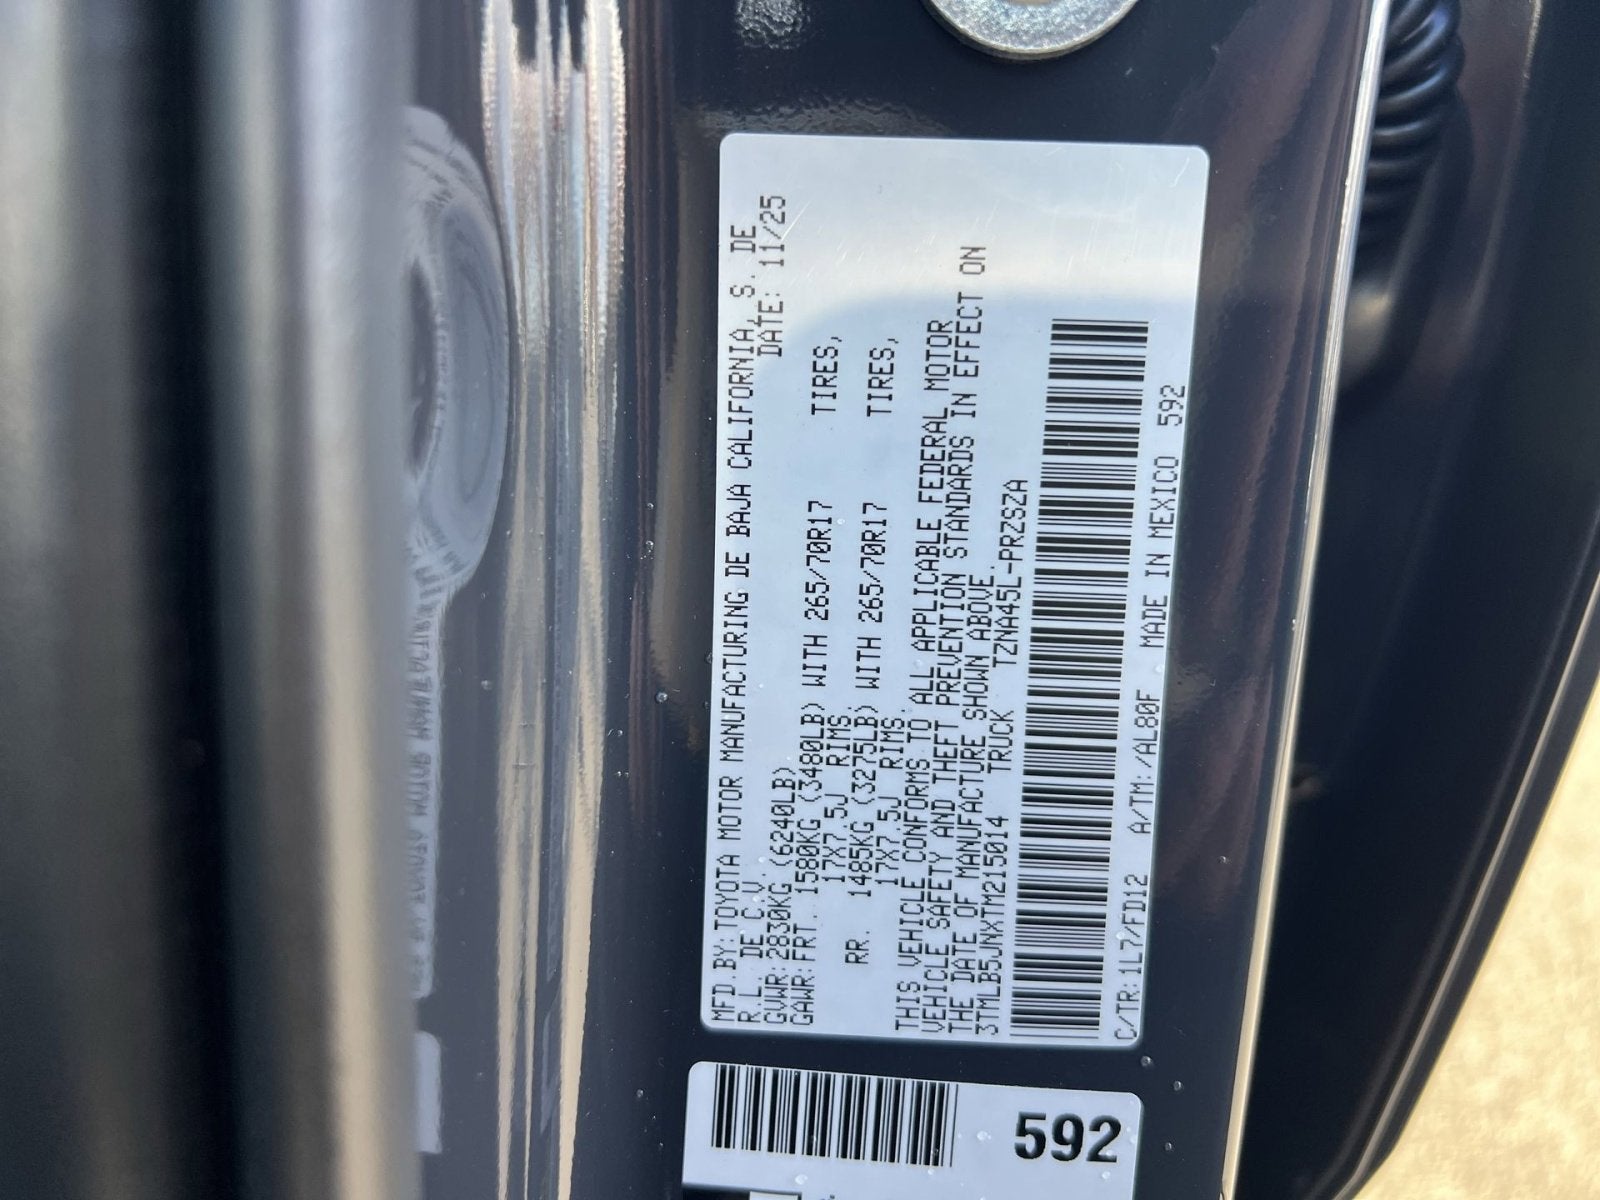 MFD.BY:TOYOTA MOTOR MANUFACTURING DE BAJA CALIFORNIA, S. DE
R.L. DE C.V. DATE: 11/25
GVWR:2830KG (6240LB)
GAWR:FRT. 1580KG (3480LB) WITH 265/70R17 TIRES,
17X7.5J RIMS.
RR. 1485KG (3275LB) WITH 265/70R17 TIRES,
17X7.5J RIMS.
THIS VEHICLE CONFORMS TO ALL APPLICABLE FEDERAL MOTOR
VEHICLE SAFETY AND THEFT PREVENTION STANDARDS IN EFFECT ON
THE DATE OF MANUFACTURE SHOWN ABOVE.
3TMLB5JNXTM215014 TRUCK TZNA45L-PRZSZA
C/TR:1L7/FD12 A/TM:/AL80F MADE IN MEXICO 592
592